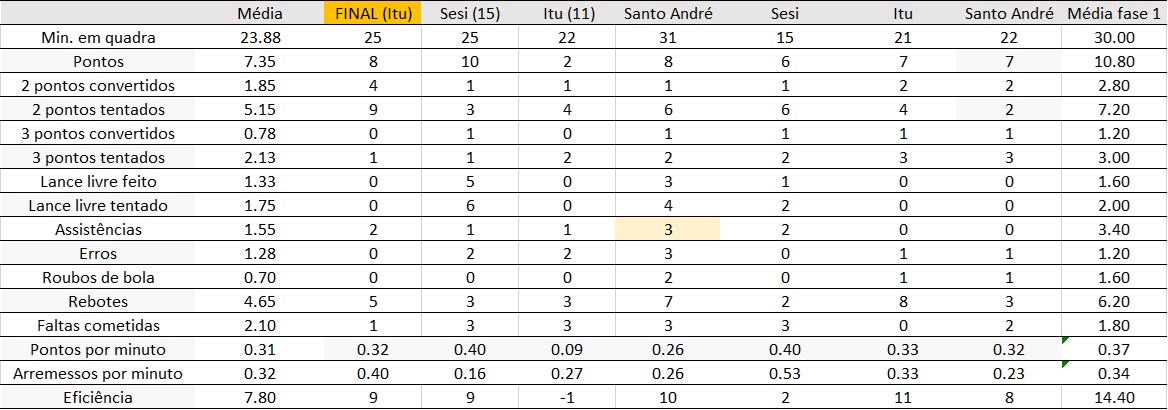 Média FINAL (Itu) Sesi (15) Itu (11) Santo André Sesi Itu Santo André Média fase 1
Min. em quadra 23.88 25 25 22 31 15 21 22 30.00
Pontos 7.35 8 10 2 8 6 7 7 10.80
2 pontos convertidos 1.85 4 1 1 1 1 2 2 2.80
2 pontos tentados 5.15 9 3 4 6 6 4 2 7.20
3 pontos convertidos 0.78 0 1 0 1 1 1 1 1.20
3 pontos tentados 2.13 1 1 2 2 2 3 3 3.00
Lance livre feito 1.33 0 5 0 3 1 0 0 1.60
Lance livre tentado 1.75 0 6 0 4 2 0 0 2.00
Assistências 1.55 2 1 1 3 2 0 0 3.40
Erros 1.28 0 2 2 3 0 1 1 1.20
Roubos de bola 0.70 0 0 0 2 0 1 1 1.60
Rebotes 4.65 5 3 3 7 2 8 3 6.20
Faltas cometidas 2.10 1 3 3 3 3 0 2 1.80
Pontos por minuto 0.31 0.32 0.40 0.09 0.26 0.40 0.33 0.32 0.37
Arremessos por minuto 0.32 0.40 0.16 0.27 0.26 0.53 0.33 0.23 0.34
Eficiência 7.80 9 9 -1 10 2 11 8 14.40